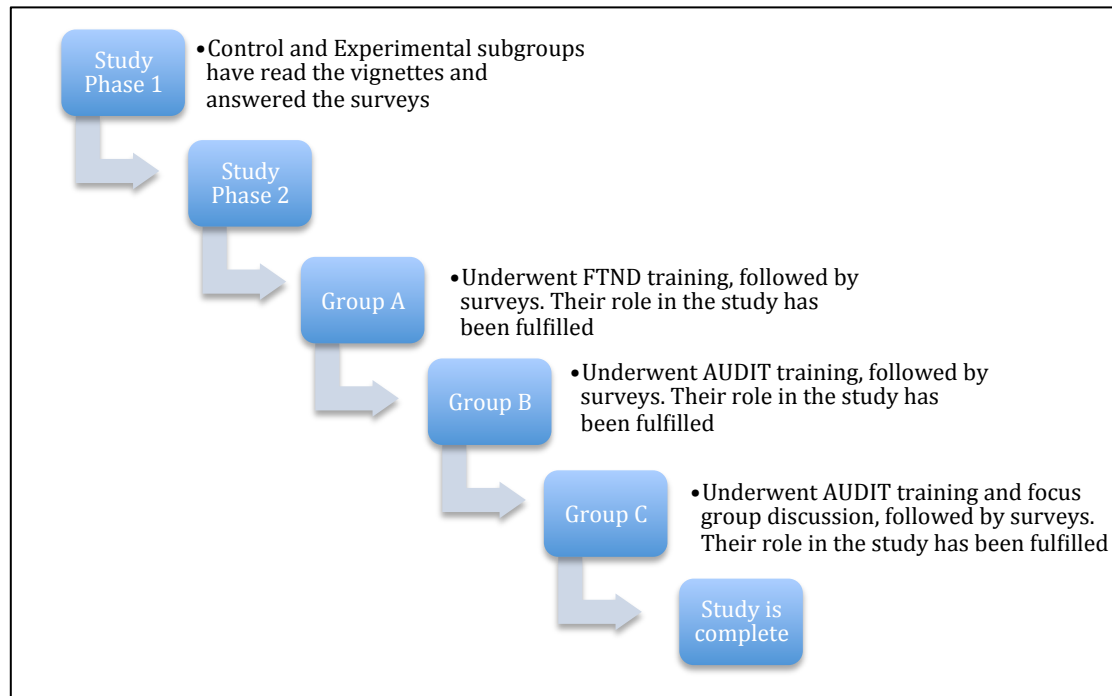 Study
Phase 1
•Control and Experimental subgroups
have read the vignettes and
answered the surveys
Study
Phase 2
Group A
•Underwent FTND training, followed by
surveys. Their role in the study has
been fulfilled
Group B
•Underwent AUDIT training, followed by
surveys. Their role in the study has
been fulfilled
Group C
•Underwent AUDIT training and focus
group discussion, followed by surveys.
Their role in the study has been fulfilled
Study is
complete